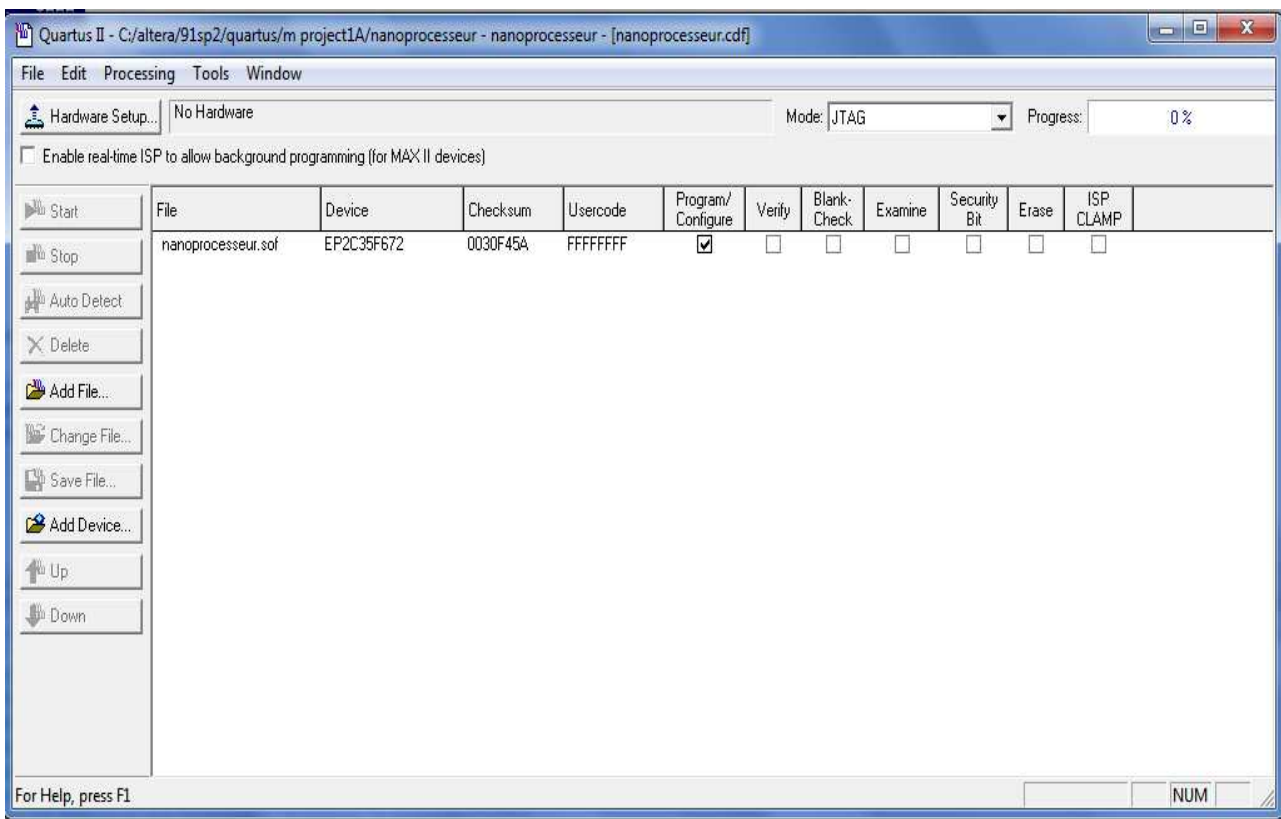 Quartus II - C:/altera/91sp2/quartus/m project1A/nanoprocesseur - nanoprocesseur - [nanoprocesseur.cdf]
File Edit Processing Tools Window
Hardware Setup... No Hardware Mode: JTAG Progress: 0 %
Enable real-time ISP to allow background programming (for MAX II devices)
Start
Stop
Auto Detect
Delete
Add File...
Change File...
Save File...
Add Device...
Up
Down
File Device Checksum Usercode Program/ Configure Verify Blank- Check Examine Security Bit Erase ISP CLAMP
nanoprocesseur.sof EP2C35F672 0030F45A FFFFFFFF
For Help, press F1 NUM